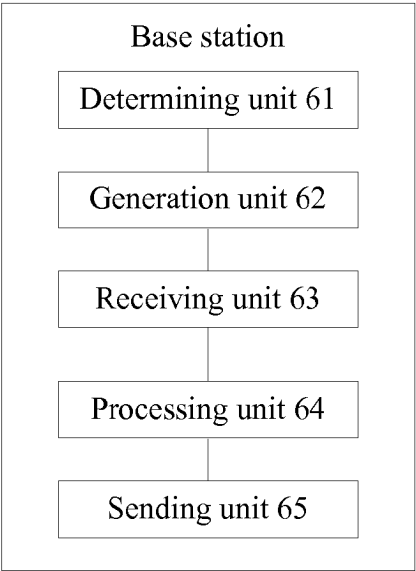 Base station
Determining unit 61
Generation unit 62
Receiving unit 63
Processing unit 64
Sending unit 65